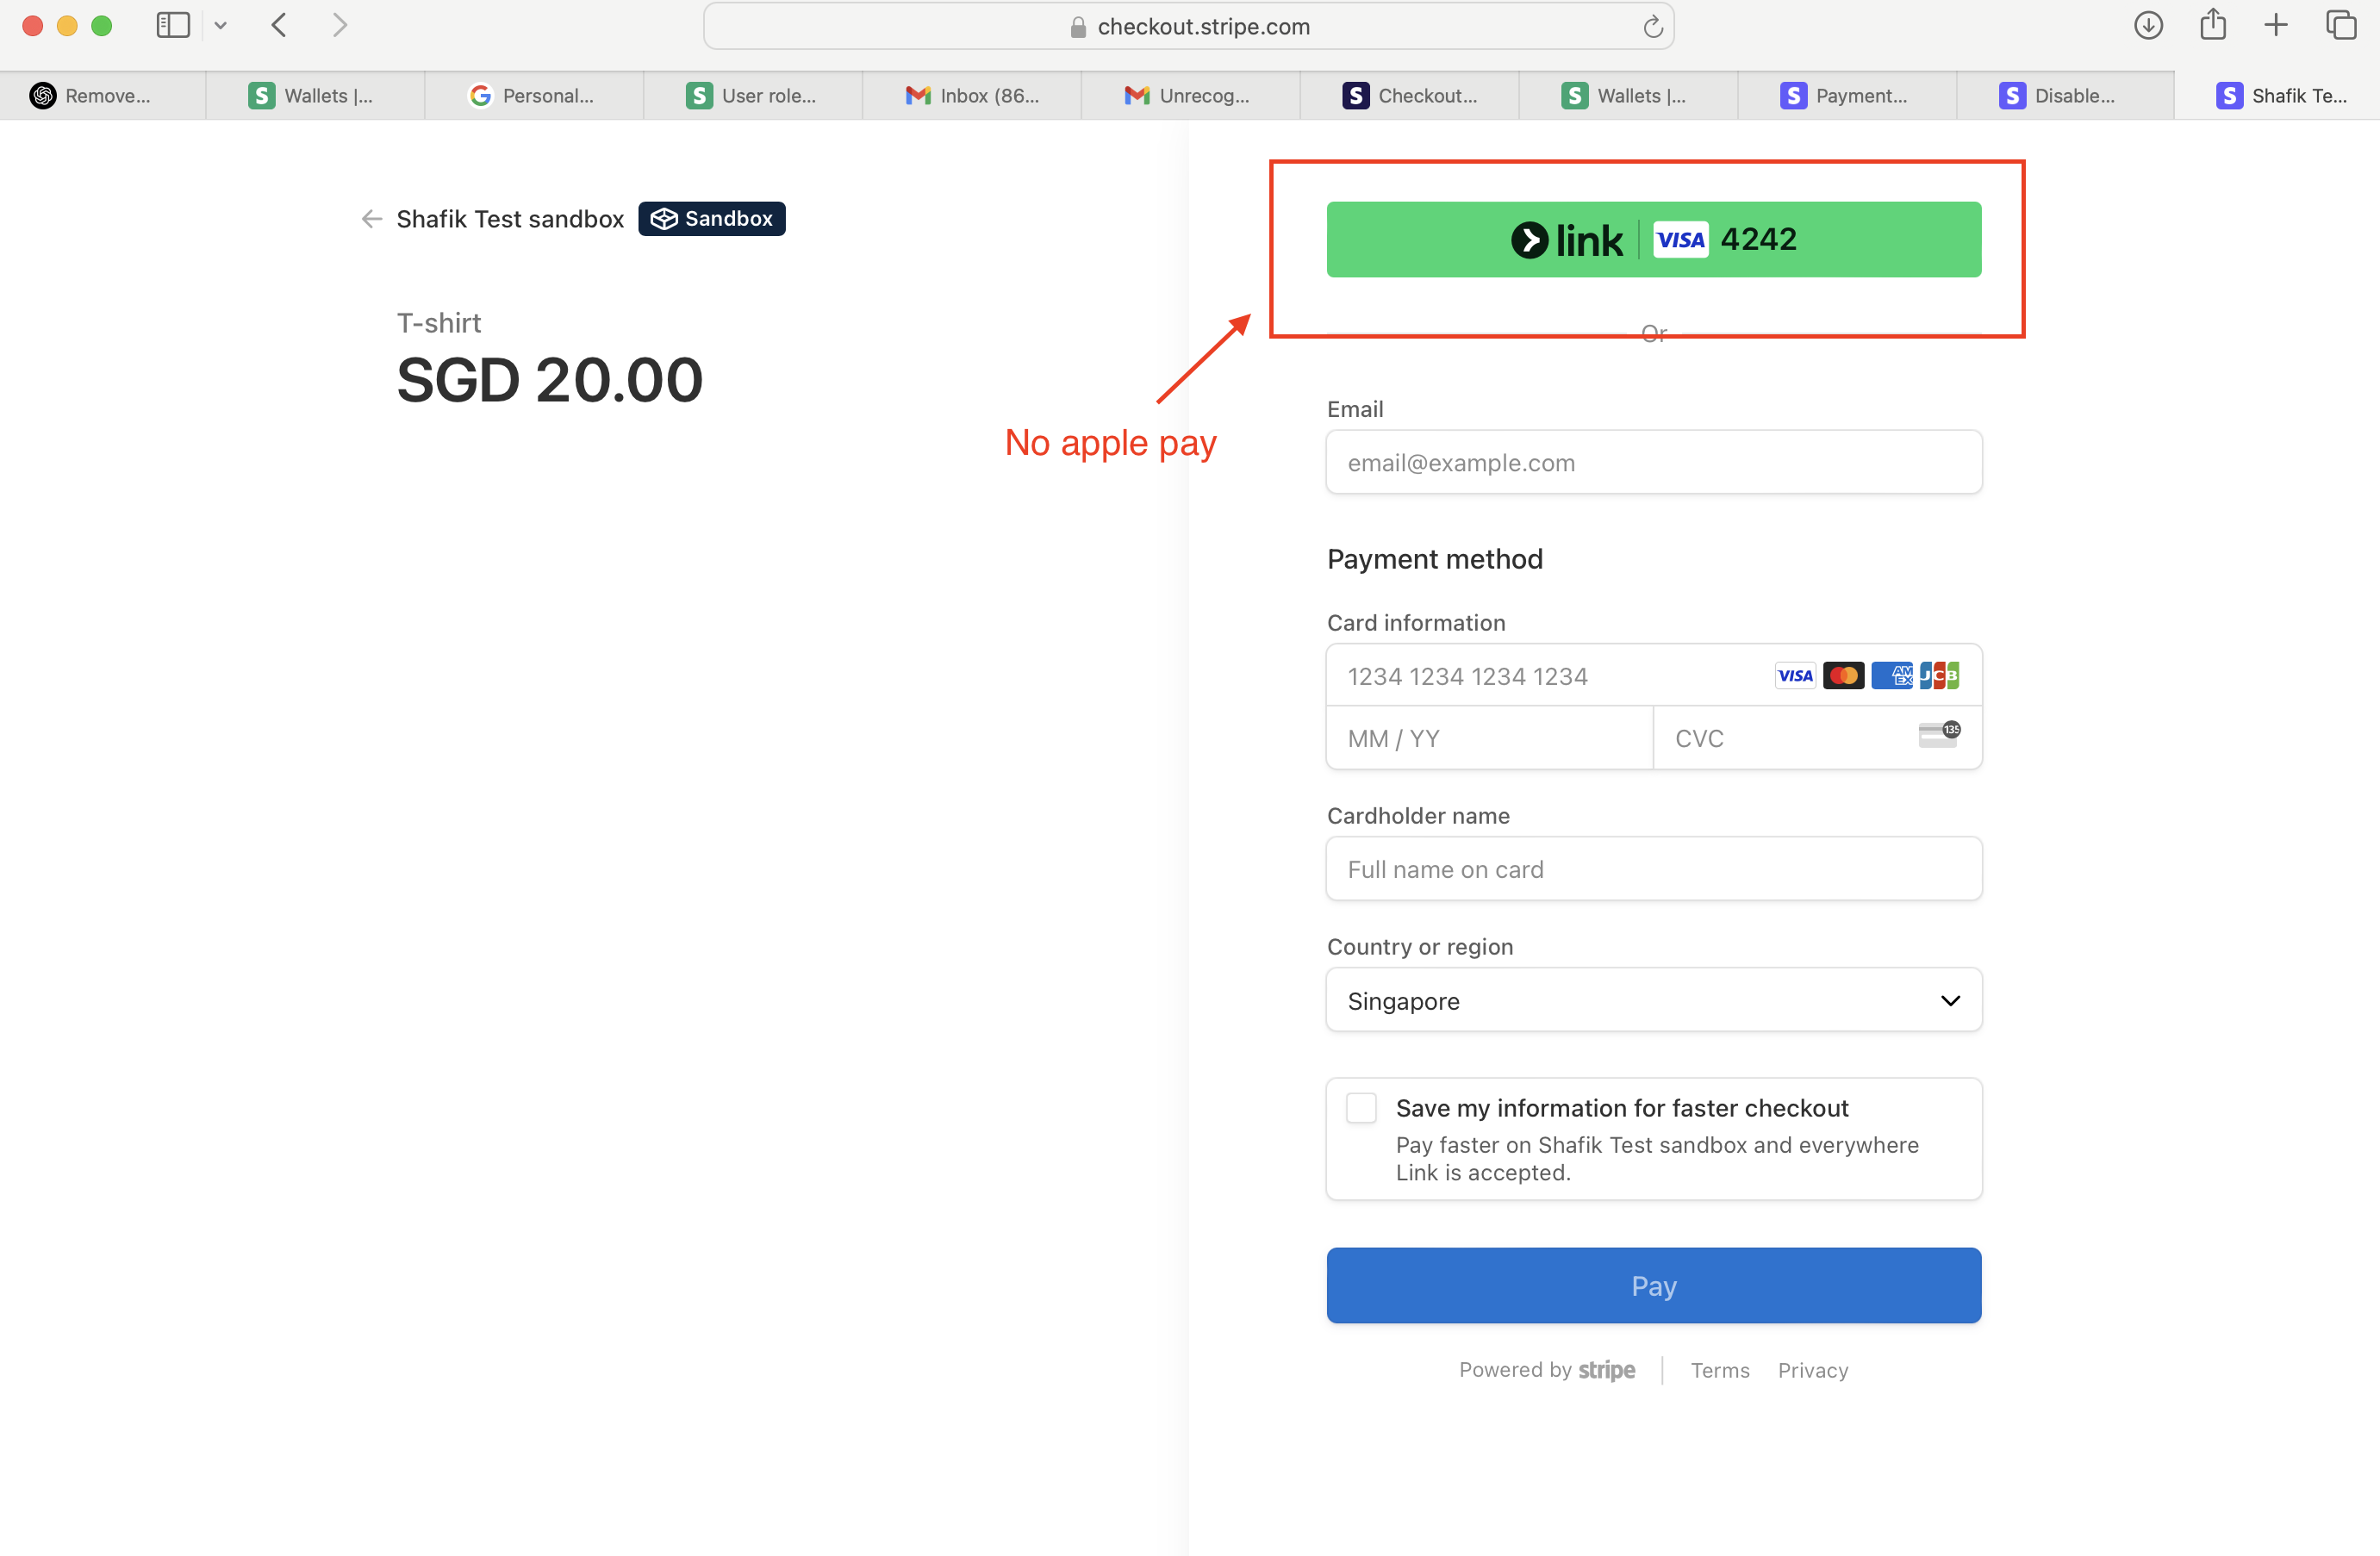 checkout.stripe.com
Remove...
Wallets |...
Personal...
User role...
Inbox (86...
Unrecog...
Checkout...
Wallets |...
Payment...
Disable...
Shafik Te...
Shafik Test sandbox Sandbox
T-shirt
SGD 20.00
No apple pay
link VISA 4242
Or
Email
email@example.com
Payment method
Card information
1234 1234 1234 1234 VISA AMEX JCB
MM / YY
CVC 135
Cardholder name
Full name on card
Country or region
Singapore
Save my information for faster checkout
Pay faster on Shafik Test sandbox and everywhere
Link is accepted.
Pay
Powered by stripe
Terms
Privacy